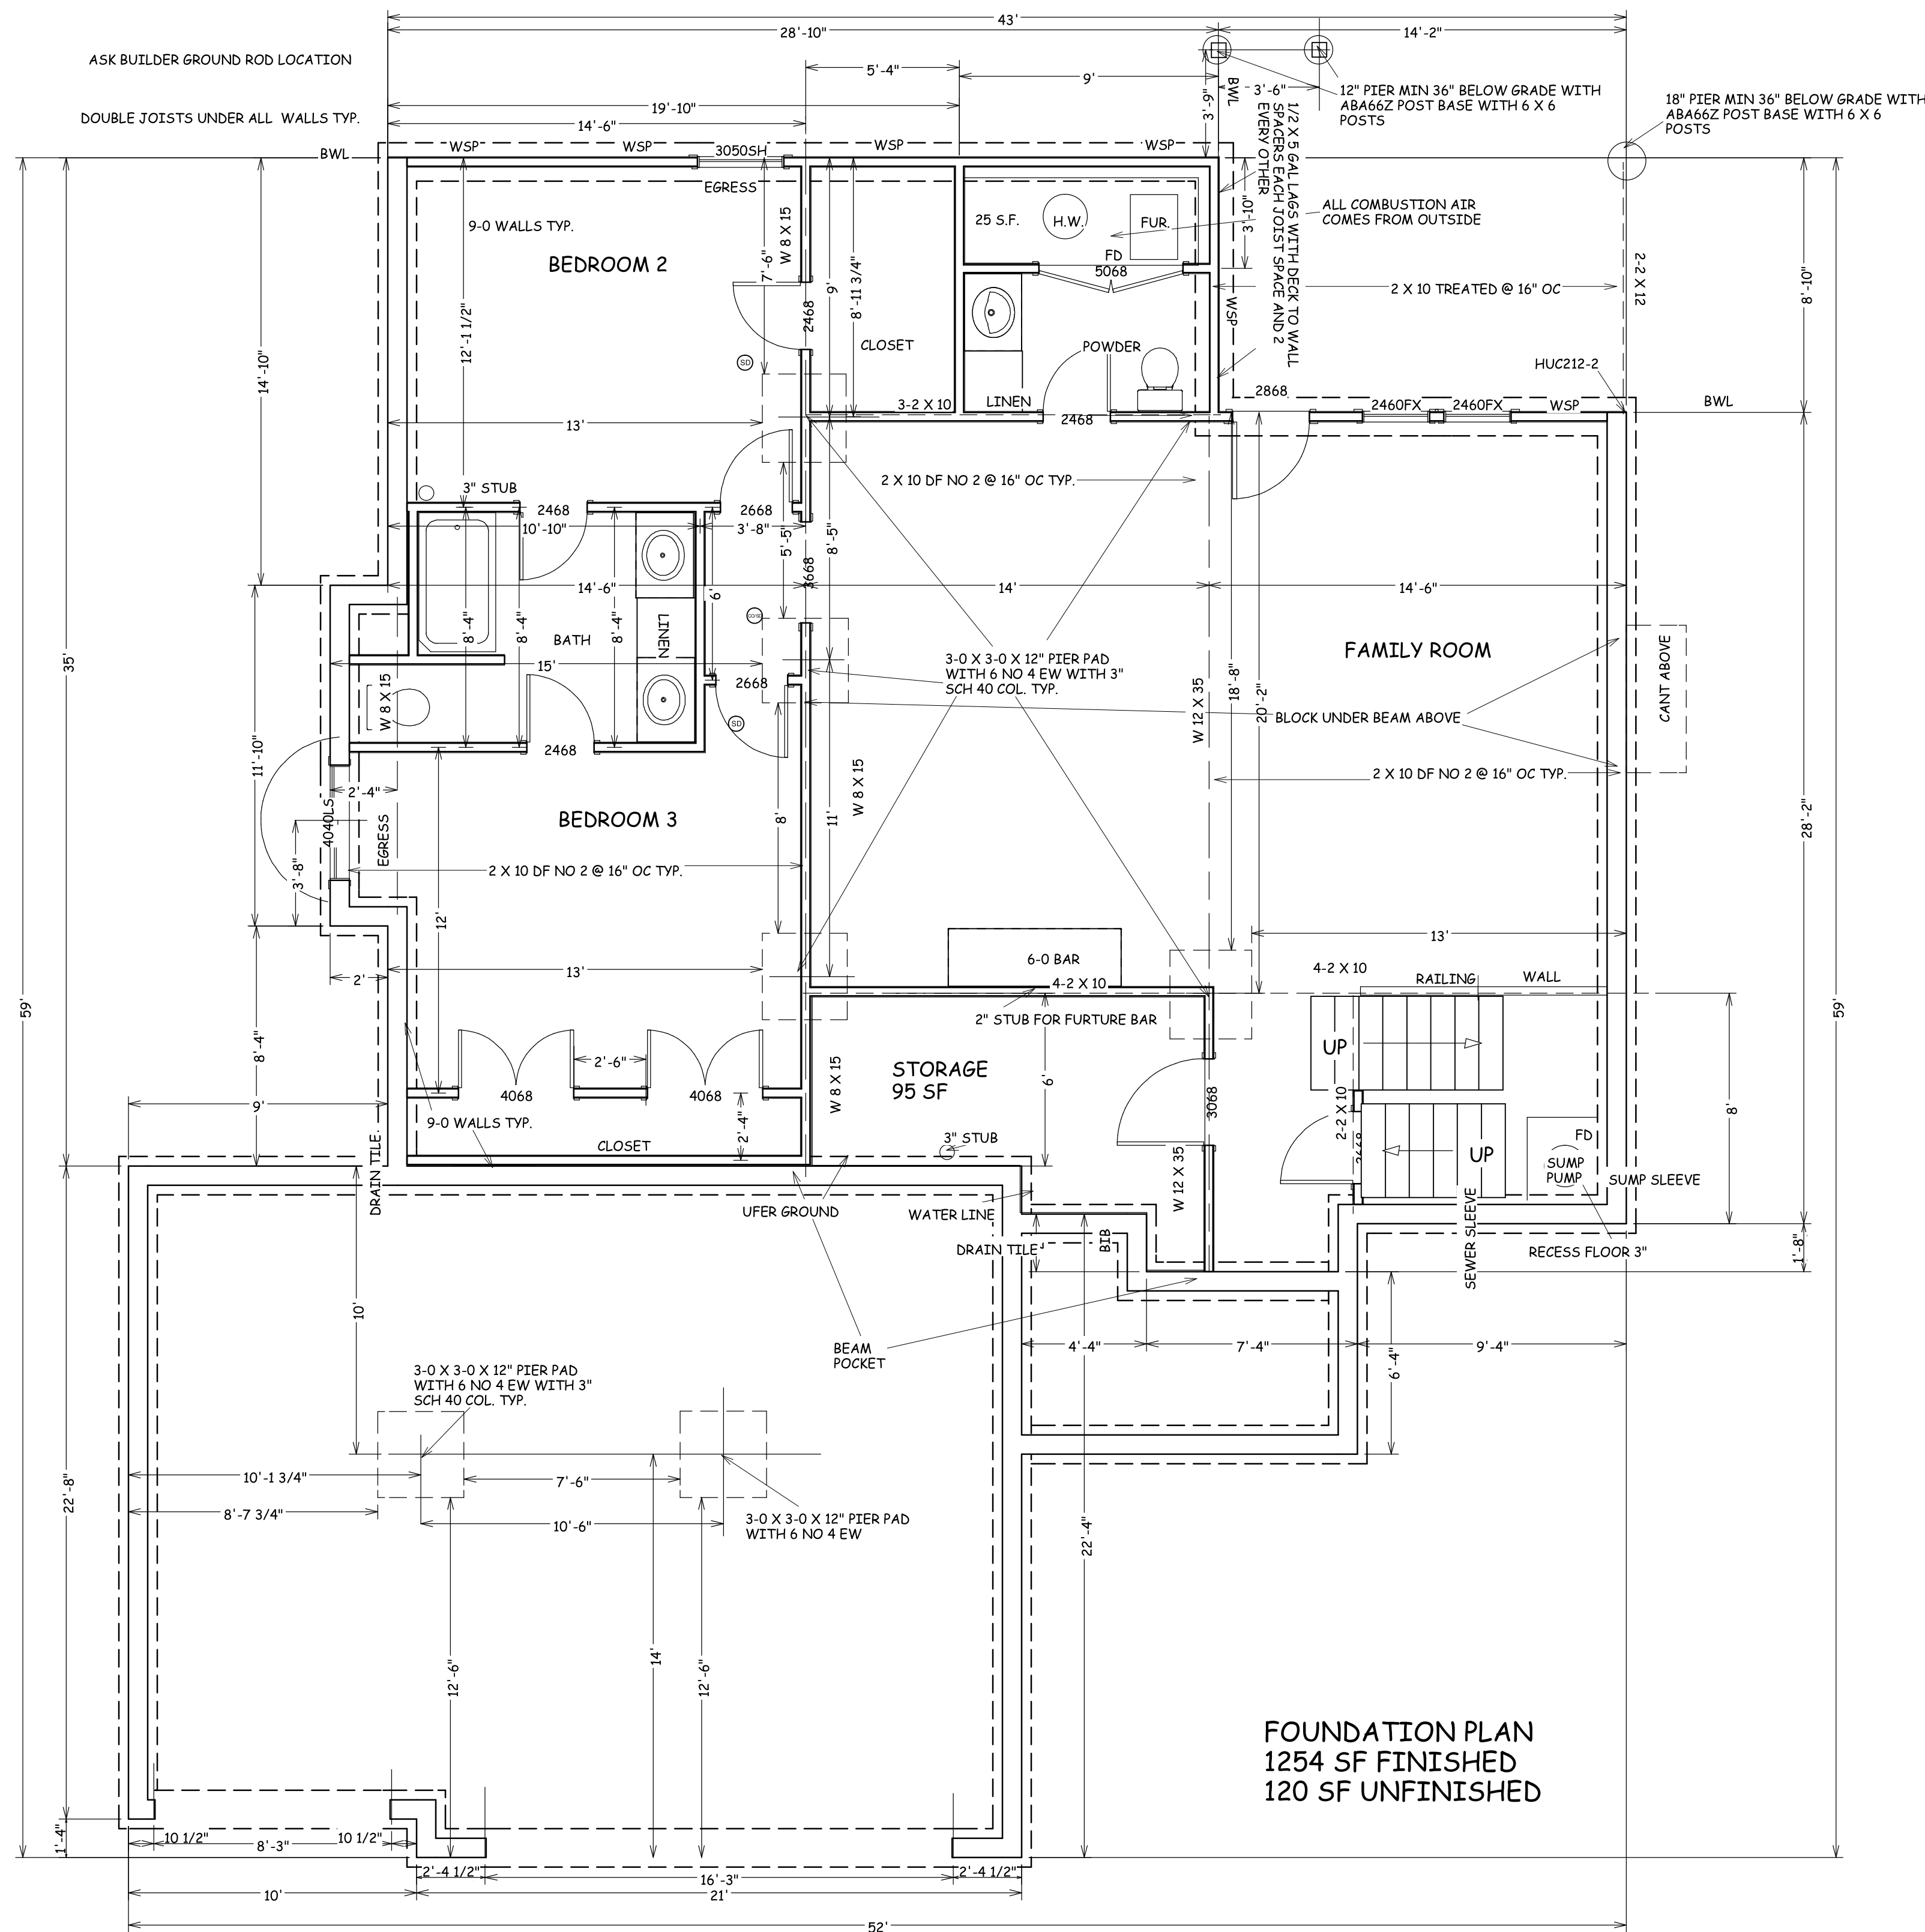 43'
28'-10"
14'-2"
ASK BUILDER GROUND ROD LOCATION
5'-4"
9'
BWL
3'-6"
3'-9"
12" PIER MIN 36" BELOW GRADE WITH
ABA66Z POST BASE WITH 6 X 6
POSTS
18" PIER MIN 36" BELOW GRADE WITH
ABA66Z POST BASE WITH 6 X 6
POSTS
DOUBLE JOISTS UNDER ALL WALLS TYP.
19'-10"
14'-6"
1/2 X 5 GAL LAGS WITH DECK TO WALL
SPACERS EACH JOIST SPACE AND 2
EVERY OTHER
BWL
WSP
WSP
3050SH
WSP
WSP
EGRESS
9-0 WALLS TYP.
BEDROOM 2
W 8 X 15
7'-6"
9'
8'-11 3/4"
25 S.F.
H.W.
FUR.
3'-10"
ALL COMBUSTION AIR
COMES FROM OUTSIDE
FD
5068
2 X 10 TREATED @ 16" OC
2-2 X 12
8'-10"
14'-10"
12'-1 1/2"
2468
CLOSET
WSP
POWDER
SD
HUC212-2
LINEN
3-2 X 10
2468
2868
2460FX
2460FX
WSP
BWL
13'
2 X 10 DF NO 2 @ 16" OC TYP.
3" STUB
2468
2668
10'-10"
3'-8"
5'-5"
8'-5"
3668
14'-6"
14'
14'-6"
6'
8'-4"
8'-4"
8'-4"
BATH
LINEN
35'
15'
2668
SD
W 8 X 15
3-0 X 3-0 X 12" PIER PAD
WITH 6 NO 4 EW WITH 3"
SCH 40 COL. TYP.
FAMILY ROOM
CANT ABOVE
W 12 X 35
18'-8"
20'-2"
BLOCK UNDER BEAM ABOVE
2468
11'-10"
2'-4"
4040LS
EGRESS
3'-8"
BEDROOM 3
8'
11'
W 8 X 15
2 X 10 DF NO 2 @ 16" OC TYP.
28'-2"
2 X 10 DF NO 2 @ 16" OC TYP.
12'
13'
2'
13'
6-0 BAR
4-2 X 10
4-2 X 10
RAILING
WALL
2" STUB FOR FURTURE BAR
59'
59'
8'-4"
2'-6"
4068
4068
W 8 X 15
STORAGE
95 SF
6'
3068
UP
2-2 X 10
8'
9'
9-0 WALLS TYP.
CLOSET
2'-4"
3" STUB
UP
FD
SUMP
PUMP
SUMP SLEEVE
DRAIN TILE
W 12 X 35
UFER GROUND
WATER LINE
DRAIN TILE
BIB
SEWER SLEEVE
RECESS FLOOR 3"
1'-8"
10'
BEAM
POCKET
4'-4"
7'-4"
9'-4"
6'-4"
3-0 X 3-0 X 12" PIER PAD
WITH 6 NO 4 EW WITH 3"
SCH 40 COL. TYP.
22'-8"
10'-1 3/4"
7'-6"
8'-7 3/4"
10'-6"
3-0 X 3-0 X 12" PIER PAD
WITH 6 NO 4 EW
22'-4"
12'-6"
14'
12'-6"
FOUNDATION PLAN
1254 SF FINISHED
120 SF UNFINISHED
1'-4"
10 1/2"
8'-3"
10 1/2"
2'-4 1/2"
16'-3"
2'-4 1/2"
10'
21'
52'